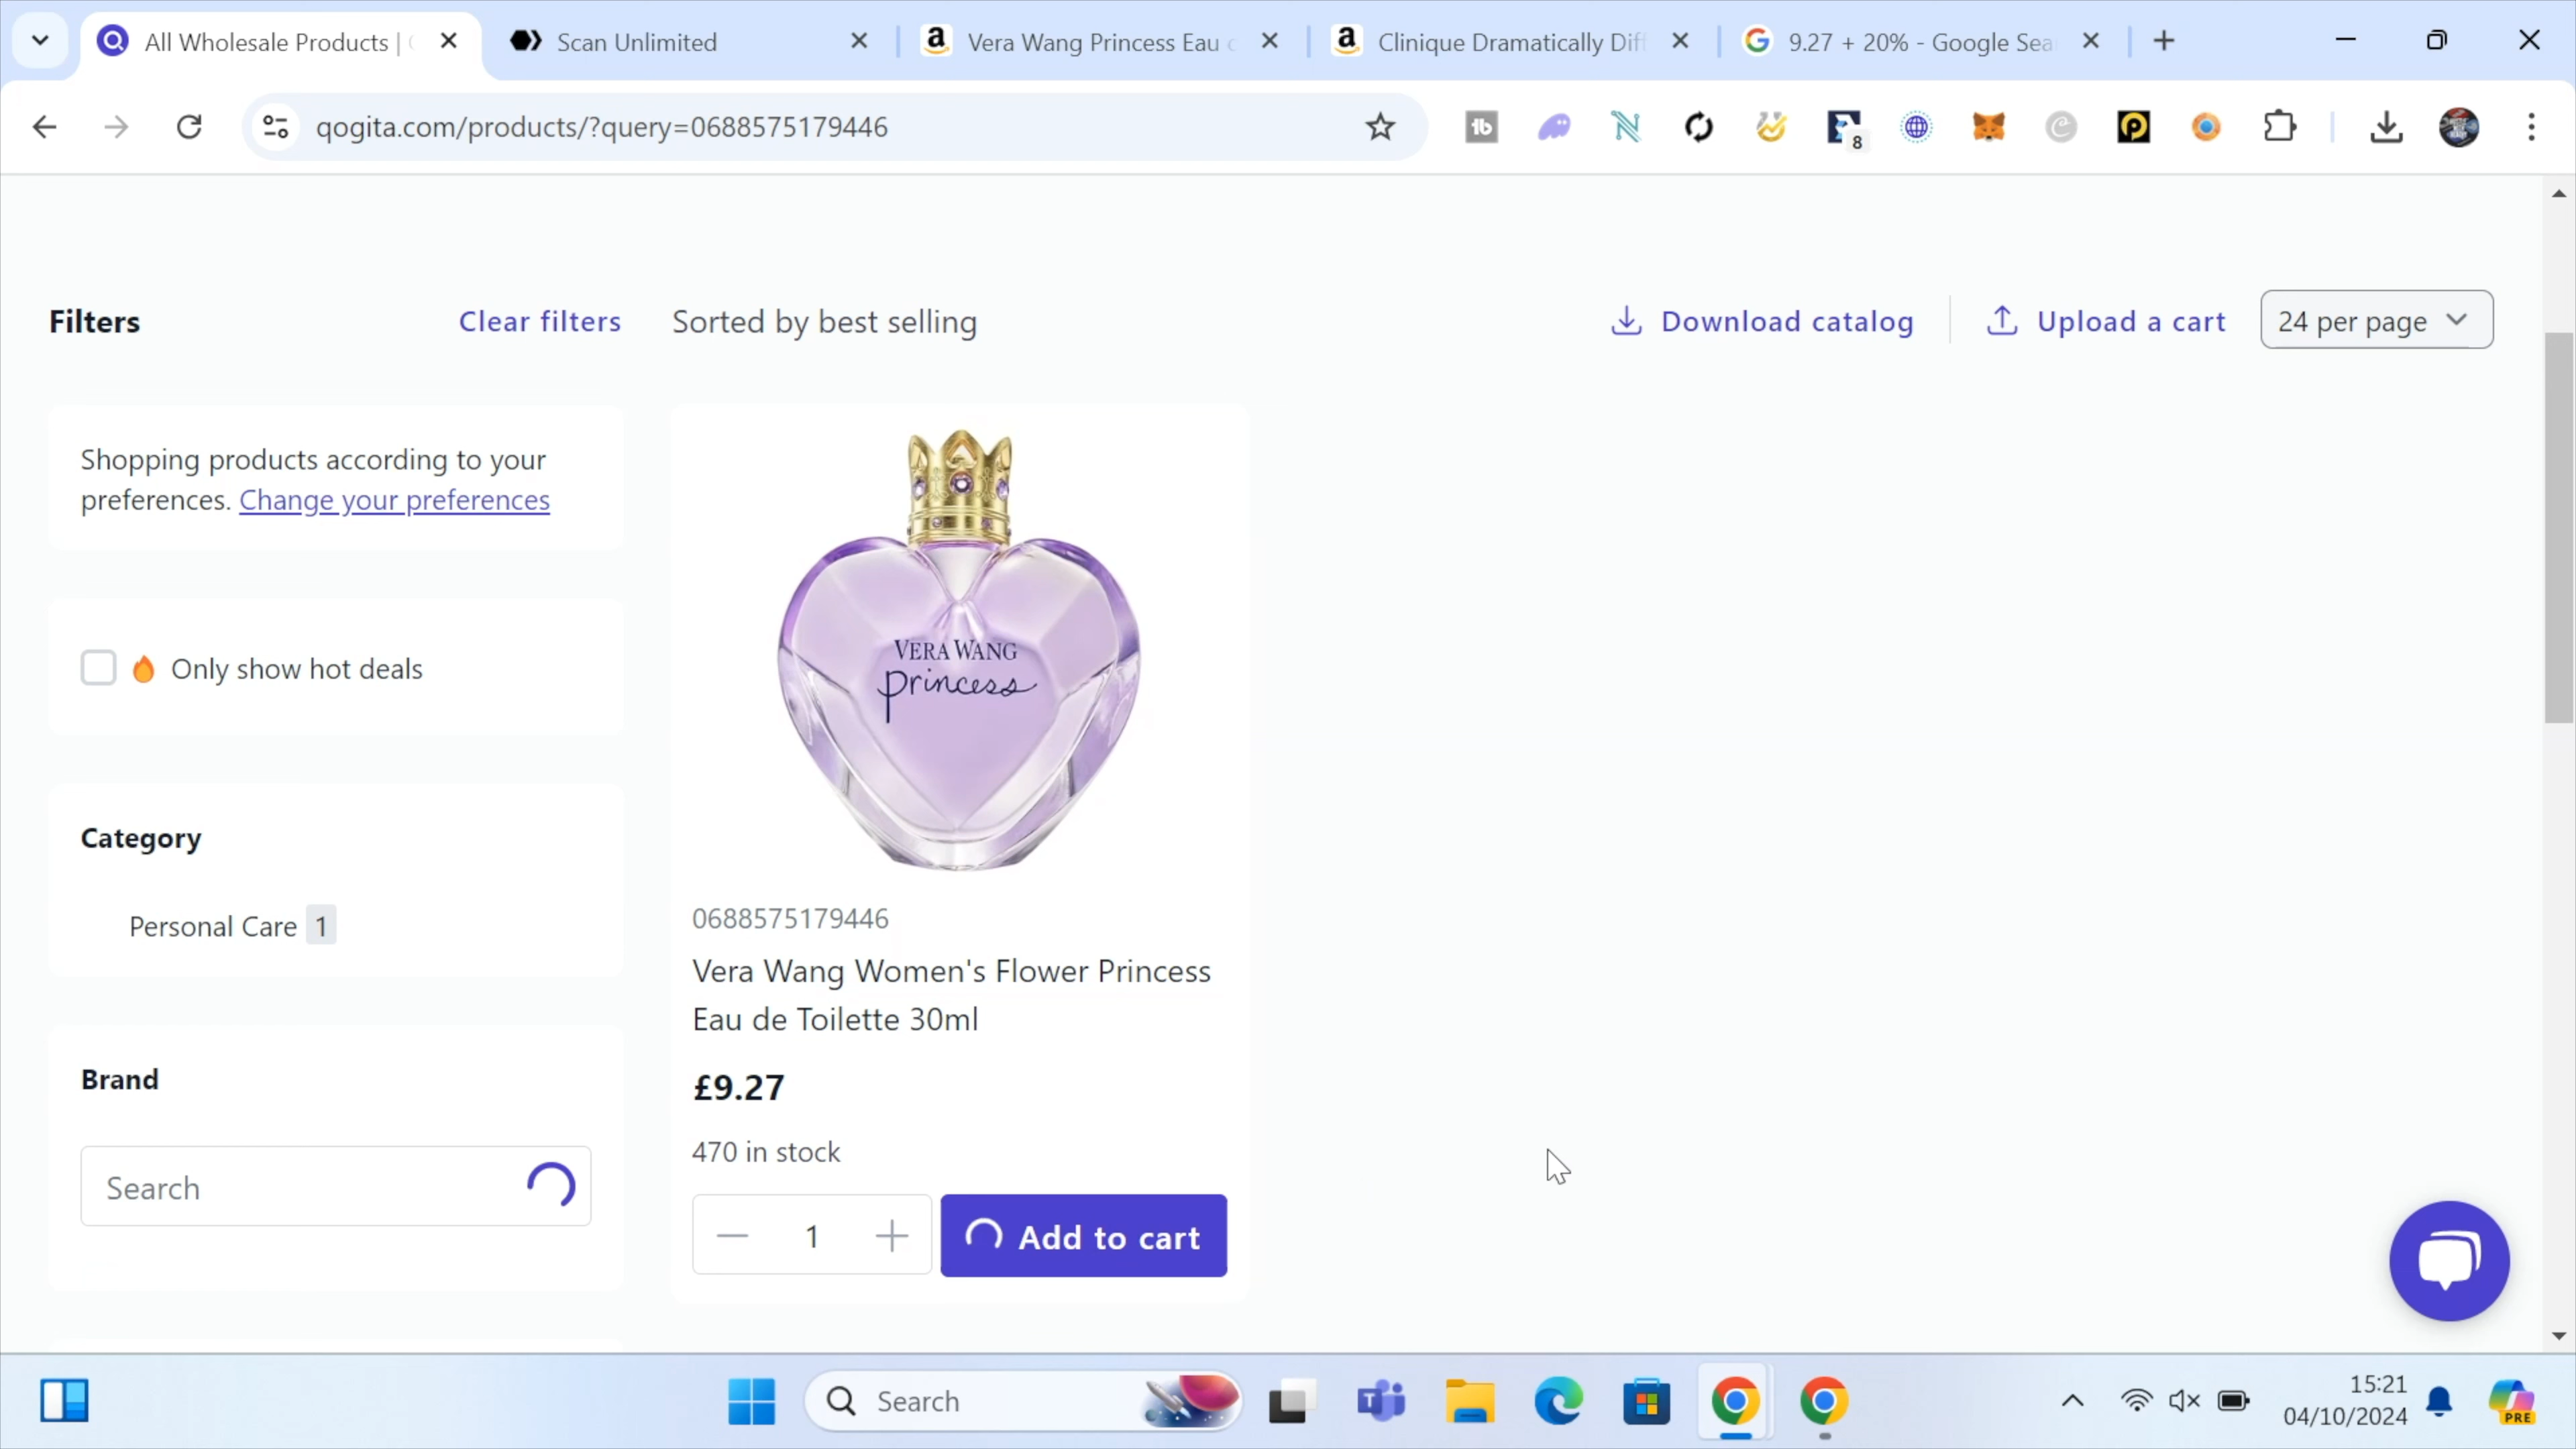 All Wholesale Products |
Scan Unlimited
Vera Wang Princess Eau
Clinique Dramatically Diff
9.27 + 20% - Google Sea
qogita.com/products/?query=0688575179446
8
Filters
Clear filters
Sorted by best selling
Download catalog
Upload a cart
24 per page
Shopping products according to your
preferences. Change your preferences
Only show hot deals
Category
Personal Care 1
Brand
Search
VERA WANG
princess
0688575179446
Vera Wang Women's Flower Princess
Eau de Toilette 30ml
£9.27
470 in stock
1
Add to cart
Search
15:21
04/10/2024
PRE